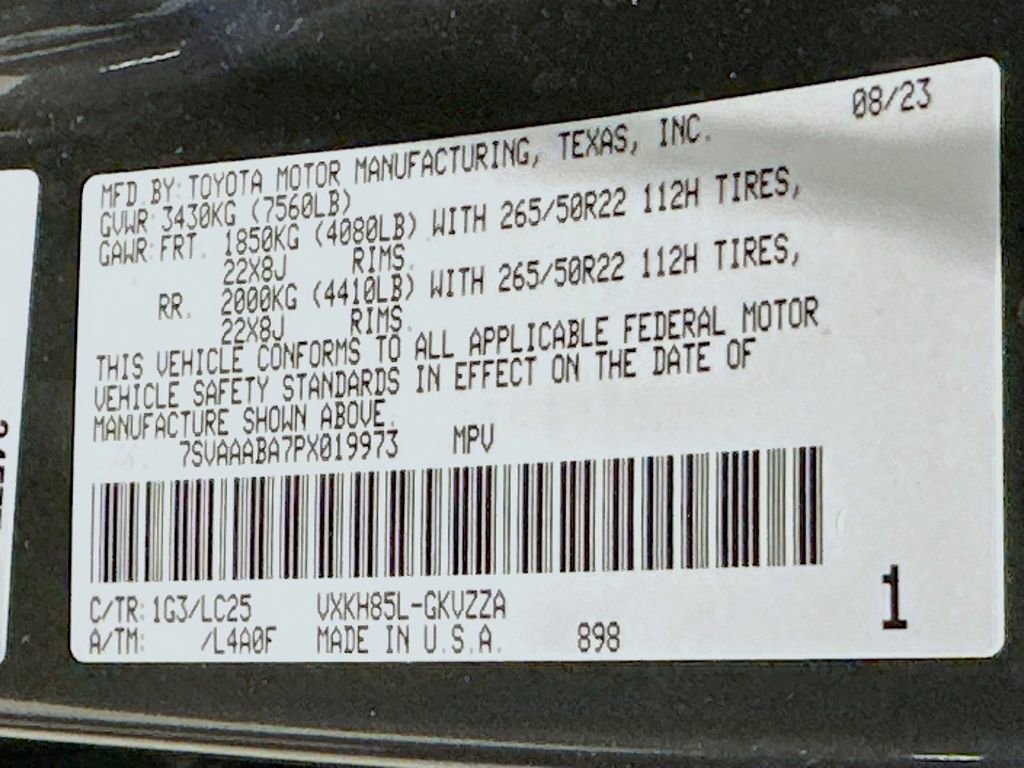 08/23
MFD. BY: TOYOTA MOTOR MANUFACTURING, TEXAS, INC.
GVWR: 3430KG (7560LB)
GAWR: FRT. 1850KG (4080LB) WITH 265/50R22 112H TIRES,
22X8J RIMS.
RR. 2000KG (4410LB) WITH 265/50R22 112H TIRES,
22X8J RIMS.
THIS VEHICLE CONFORMS TO ALL APPLICABLE FEDERAL MOTOR
VEHICLE SAFETY STANDARDS IN EFFECT ON THE DATE OF
MANUFACTURE SHOWN ABOVE.
7SVAAABA7PX019973 MPV
C/TR: 1G3/LC25 VXKH85L-GKVZZA
A/TM: /L4A0F MADE IN U.S.A. 898
1